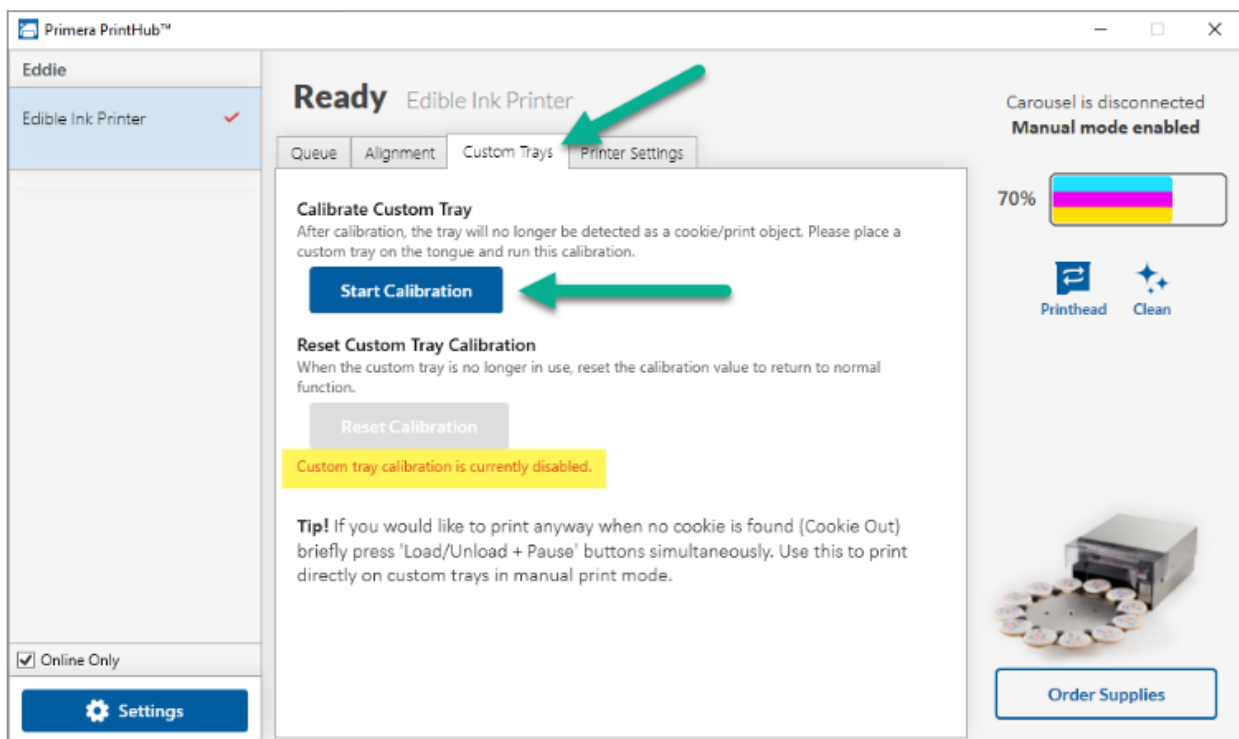 Primera PrintHub™
Eddie
Edible Ink Printer
Ready Edible Ink Printer
Queue Alignment Custom Trays Printer Settings
Calibrate Custom Tray
After calibration, the tray will no longer be detected as a cookie/print object. Please place a
custom tray on the tongue and run this calibration.
Start Calibration
Reset Custom Tray Calibration
When the custom tray is no longer in use, reset the calibration value to return to normal
function.
Reset Calibration
Custom tray calibration is currently disabled.
Tip! If you would like to print anyway when no cookie is found (Cookie Out)
briefly press 'Load/Unload + Pause' buttons simultaneously. Use this to print
directly on custom trays in manual print mode.
Carousel is disconnected
Manual mode enabled
70%
Printhead Clean
Order Supplies
Online Only
Settings